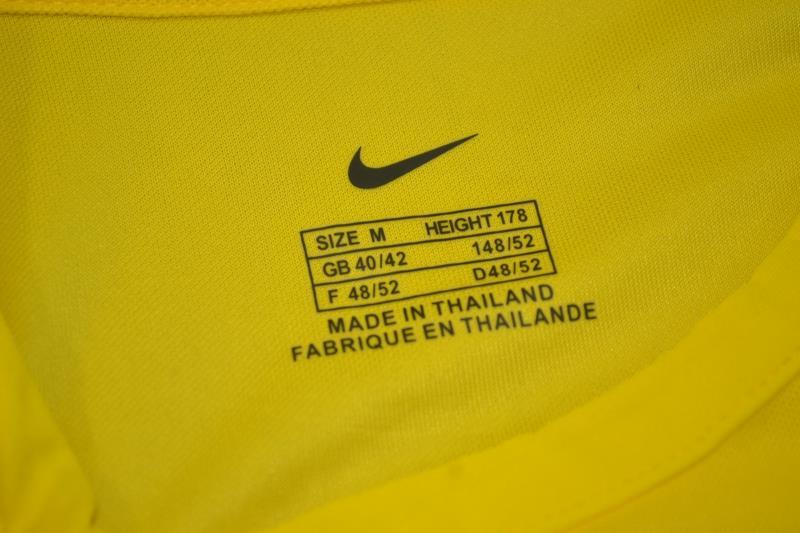 SIZE M HEIGHT 178
GB 40/42 148/52
F 48/52 D48/52
MADE IN THAILAND
FABRIQUE EN THAILANDE